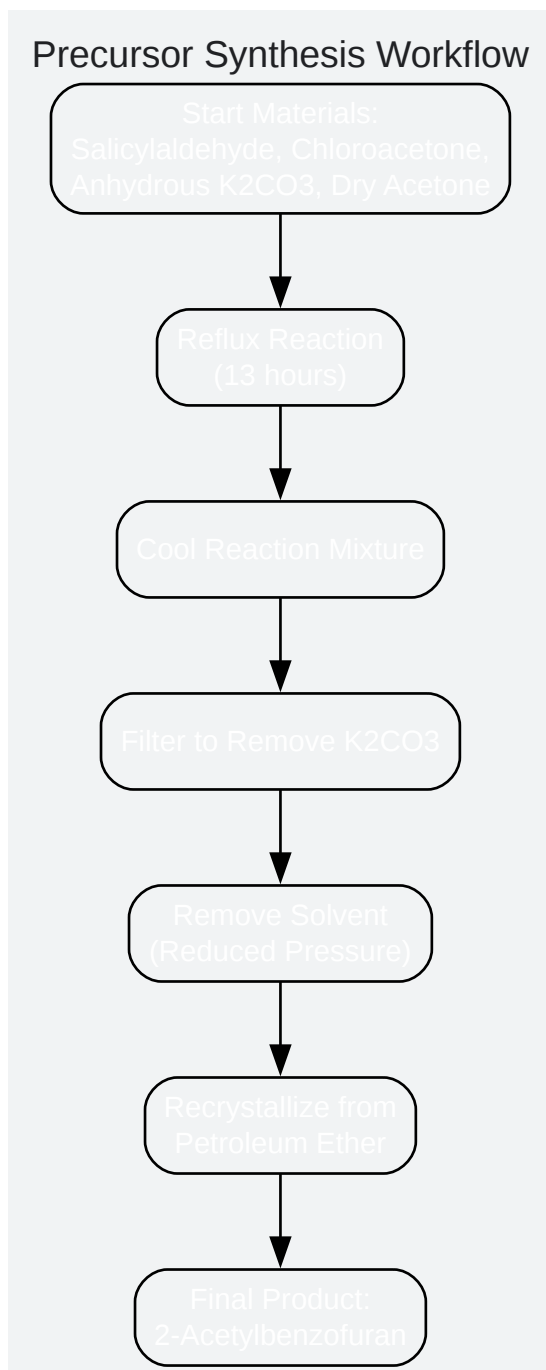 Precursor Synthesis Workflow
Start Materials:
Salicylaldehyde, Chloroacetone,
Anhydrous K2CO3, Dry Acetone
Reflux Reaction
(13 hours)
Cool Reaction Mixture
Filter to Remove K2CO3
Remove Solvent
(Reduced Pressure)
Recrystallize from
Petroleum Ether
Final Product:
2-Acetylbenzofuran